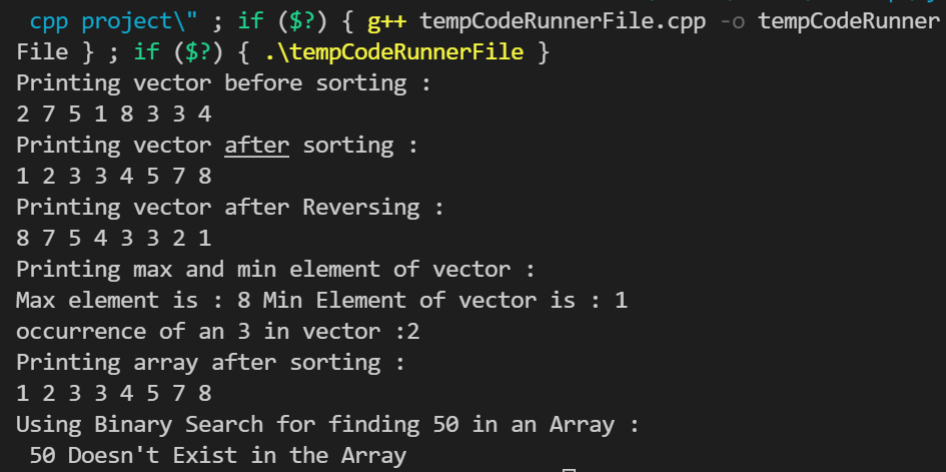 cpp project\" ; if ($?) { g++ tempCodeRunnerFile.cpp -o tempCodeRunner
File } ; if ($?) { .\tempCodeRunnerFile }
Printing vector before sorting :
2 7 5 1 8 3 3 4
Printing vector after sorting :
1 2 3 3 4 5 7 8
Printing vector after Reversing :
8 7 5 4 3 3 2 1
Printing max and min element of vector :
Max element is : 8 Min Element of vector is : 1
occurrence of an 3 in vector :2
Printing array after sorting :
1 2 3 3 4 5 7 8
Using Binary Search for finding 50 in an Array :
50 Doesn't Exist in the Array